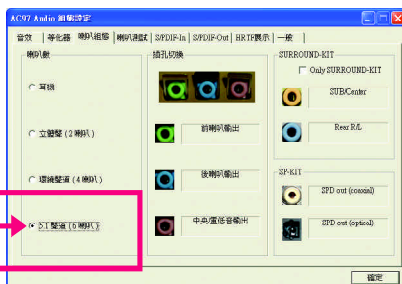 AC97 Audio 組態設定
音效 等化器 喇叭組態 喇叭測試 S/PDIF-In S/PDIF-Out HRTF展示 一般
喇叭數
耳機
立體聲 (2喇叭)
環繞聲道 (4喇叭)
5.1 聲道 (6喇叭)
插孔切換
前喇叭輸出
後喇叭輸出
中央/重低音輸出
SURROUND-KIT
Only SURROUND-KIT
SUB/Center
Rear R/L
SP-KIT
SPD out (coaxial)
SPD out (optical)
確定